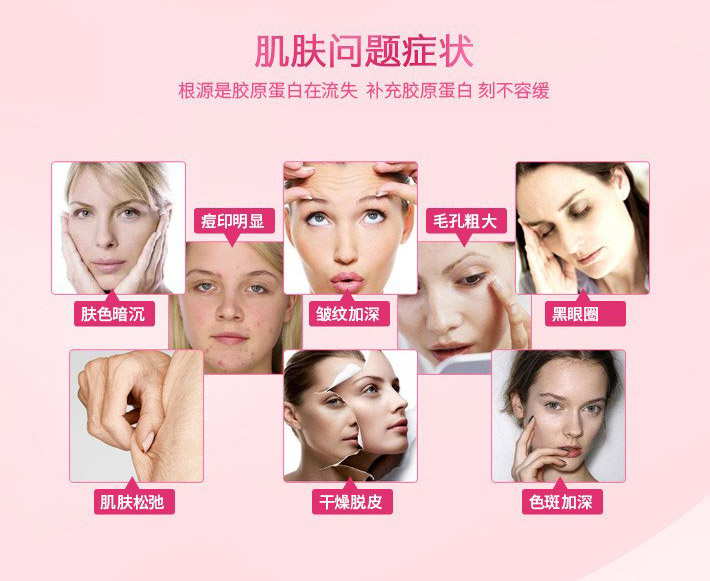 肌肤问题症状
根源是胶原蛋白在流失 补充胶原蛋白 刻不容缓
痘印明显
毛孔粗大
肤色暗沉
皱纹加深
黑眼圈
肌肤松弛
干燥脱皮
色斑加深